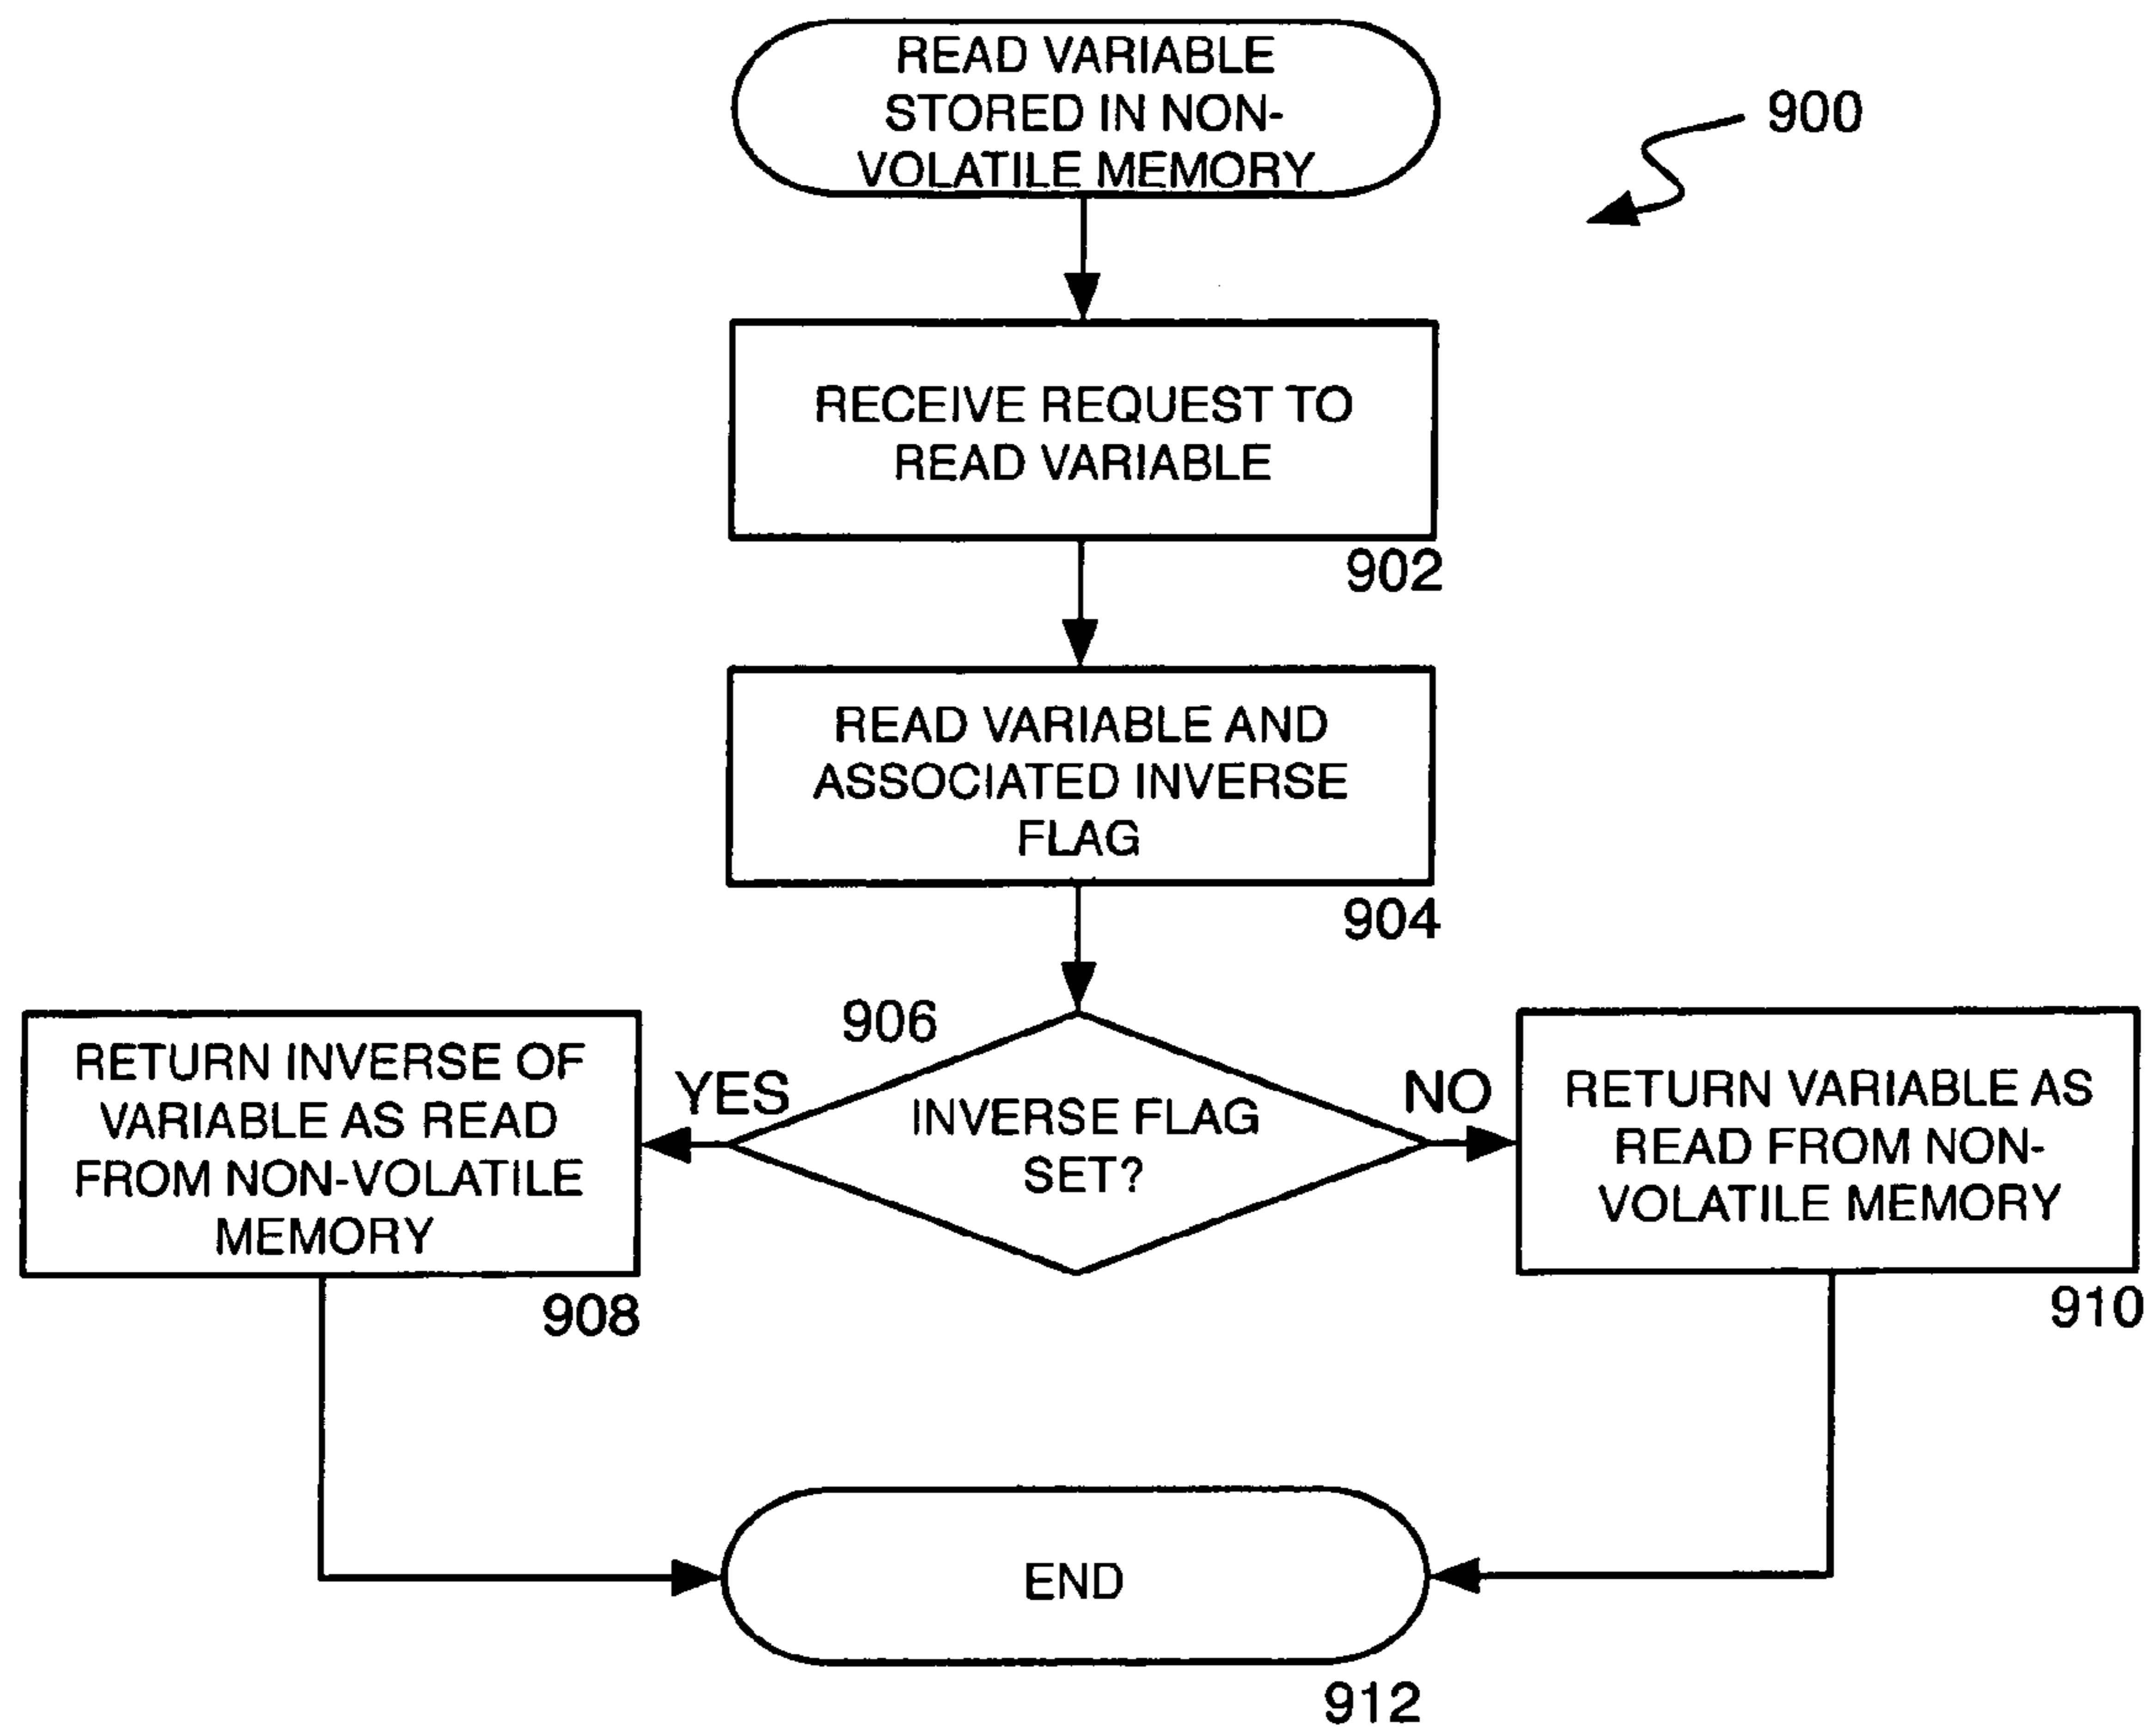 READ VARIABLE
STORED IN NON-
VOLATILE MEMORY
900
RECEIVE REQUEST TO
READ VARIABLE
902
READ VARIABLE AND
ASSOCIATED INVERSE
FLAG
904
906
RETURN INVERSE OF
VARIABLE AS READ
FROM NON-VOLATILE
MEMORY
908
YES
INVERSE FLAG
SET?
NO
RETURN VARIABLE AS
READ FROM NON-
VOLATILE MEMORY
910
END
912